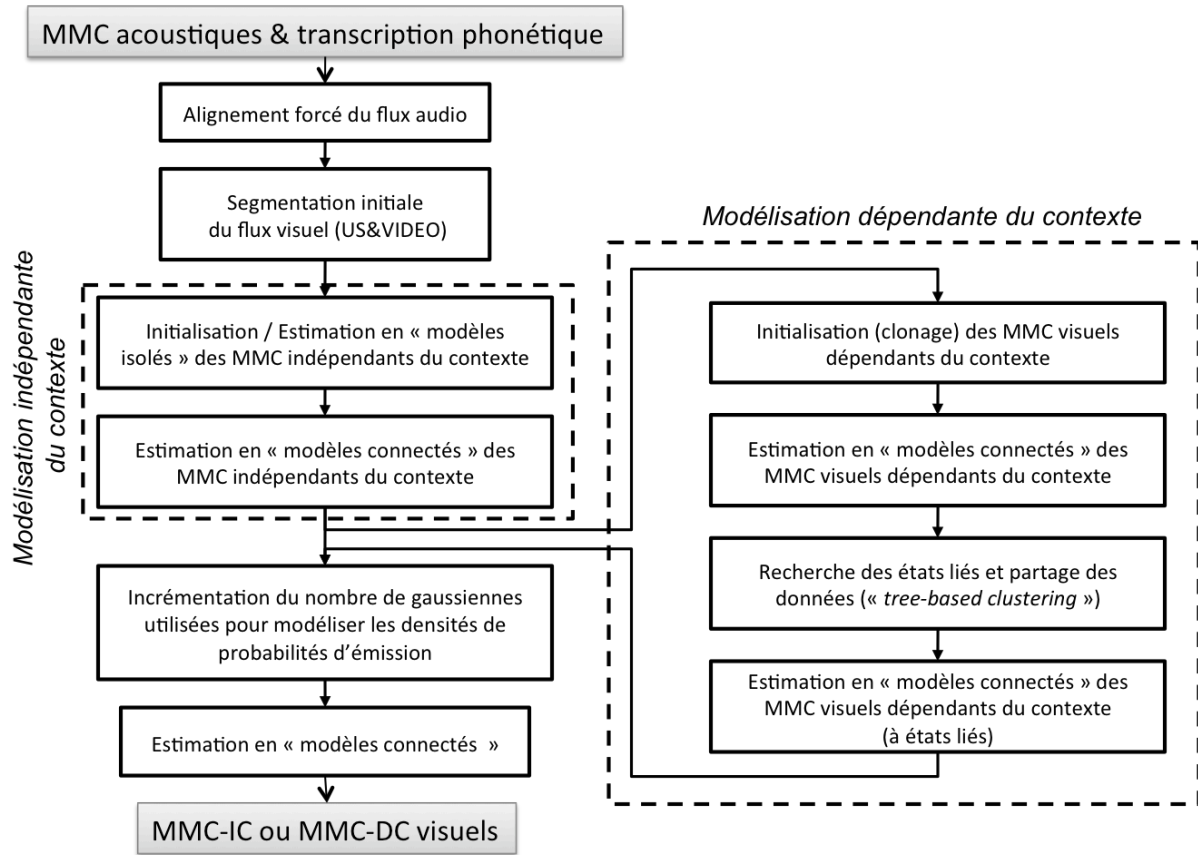 MMC acoustiques & transcription phonétique
Alignement forcé du flux audio
Segmentation initiale
du flux visuel (US&VIDEO)
Modélisation indépendante
du contexte
Initialisation / Estimation en « modèles
isolés » des MMC indépendants du contexte
Estimation en « modèles connectés » des
MMC indépendants du contexte
Incrémentation du nombre de gaussiennes
utilisées pour modéliser les densités de
probabilités d'émission
Estimation en « modèles connectés  »
MMC-IC ou MMC-DC visuels
Modélisation dépendante du contexte
Initialisation (clonage) des MMC visuels
dépendants du contexte
Estimation en « modèles connectés » des
MMC visuels dépendants du contexte
Recherche des états liés et partage des
données (« tree-based clustering »)
Estimation en « modèles connectés » des
MMC visuels dépendants du contexte
(à états liés)